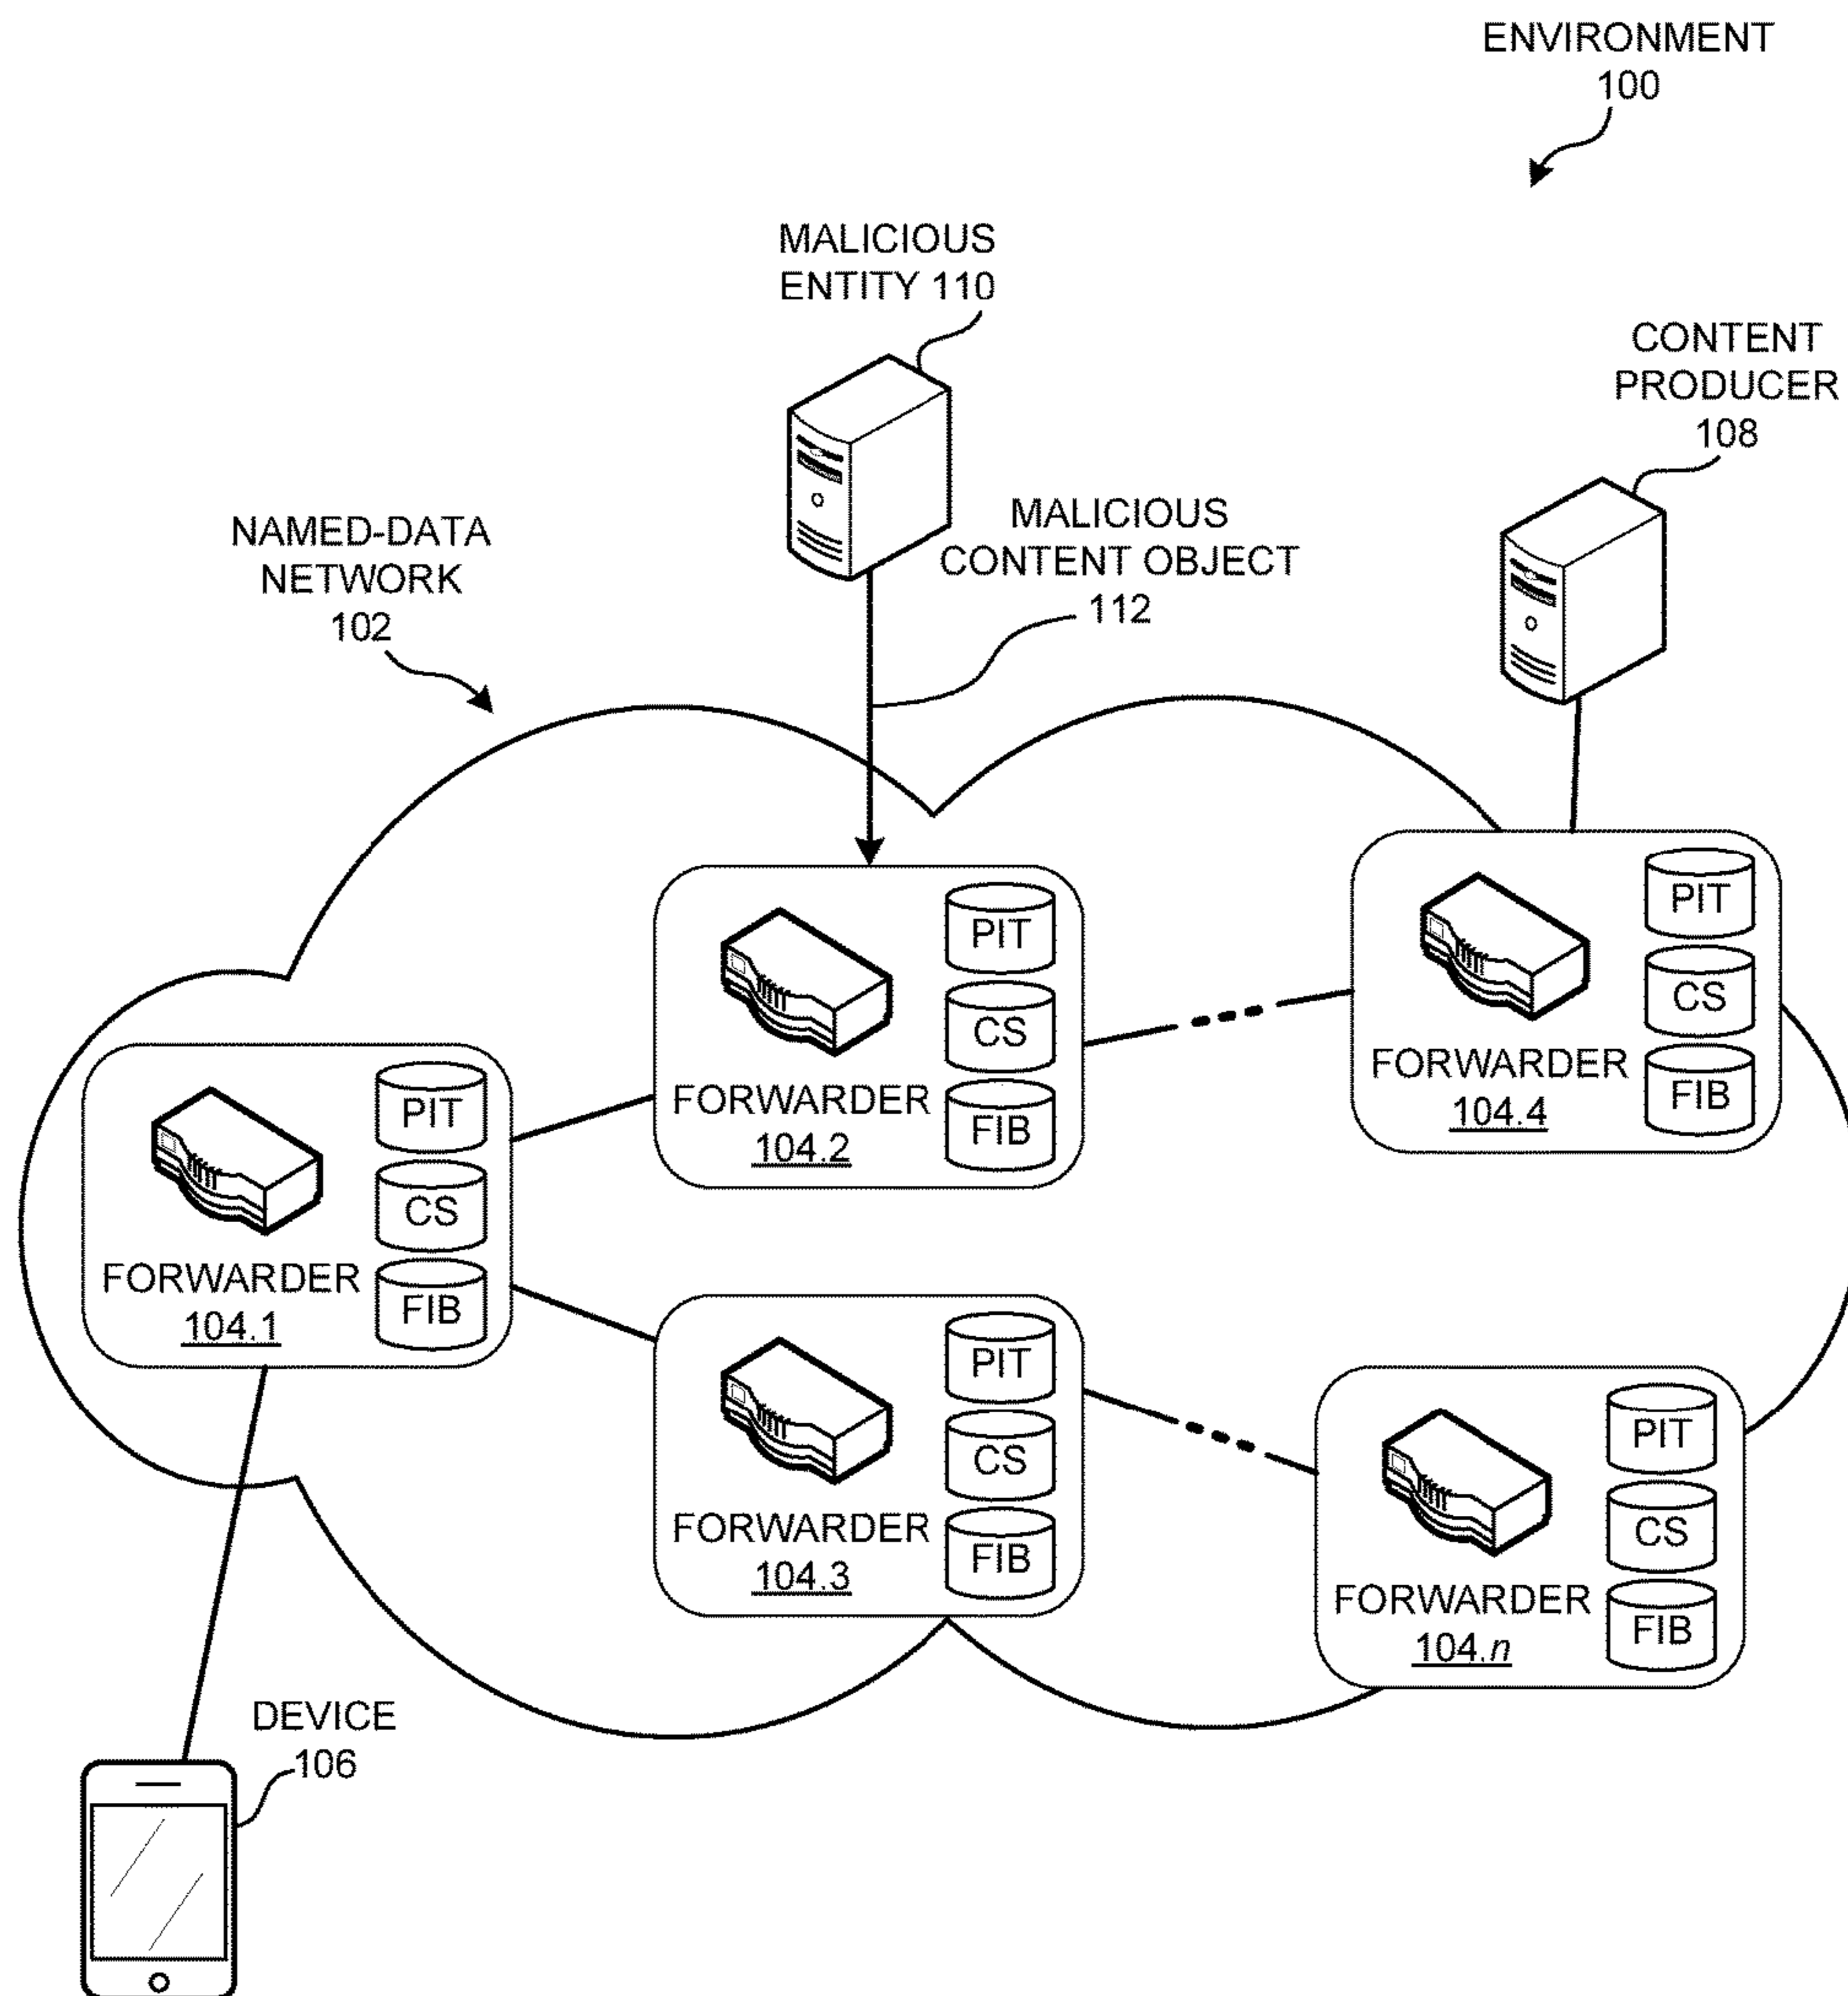 ENVIRONMENT
100
MALICIOUS
ENTITY 110
CONTENT
PRODUCER
108
MALICIOUS
CONTENT OBJECT
112
NAMED-DATA
NETWORK
102
PIT
CS
FIB
FORWARDER
104.2
PIT
CS
FIB
FORWARDER
104.4
PIT
CS
FIB
FORWARDER
104.1
PIT
CS
FIB
FORWARDER
104.3
PIT
CS
FIB
FORWARDER
104.n
DEVICE
106